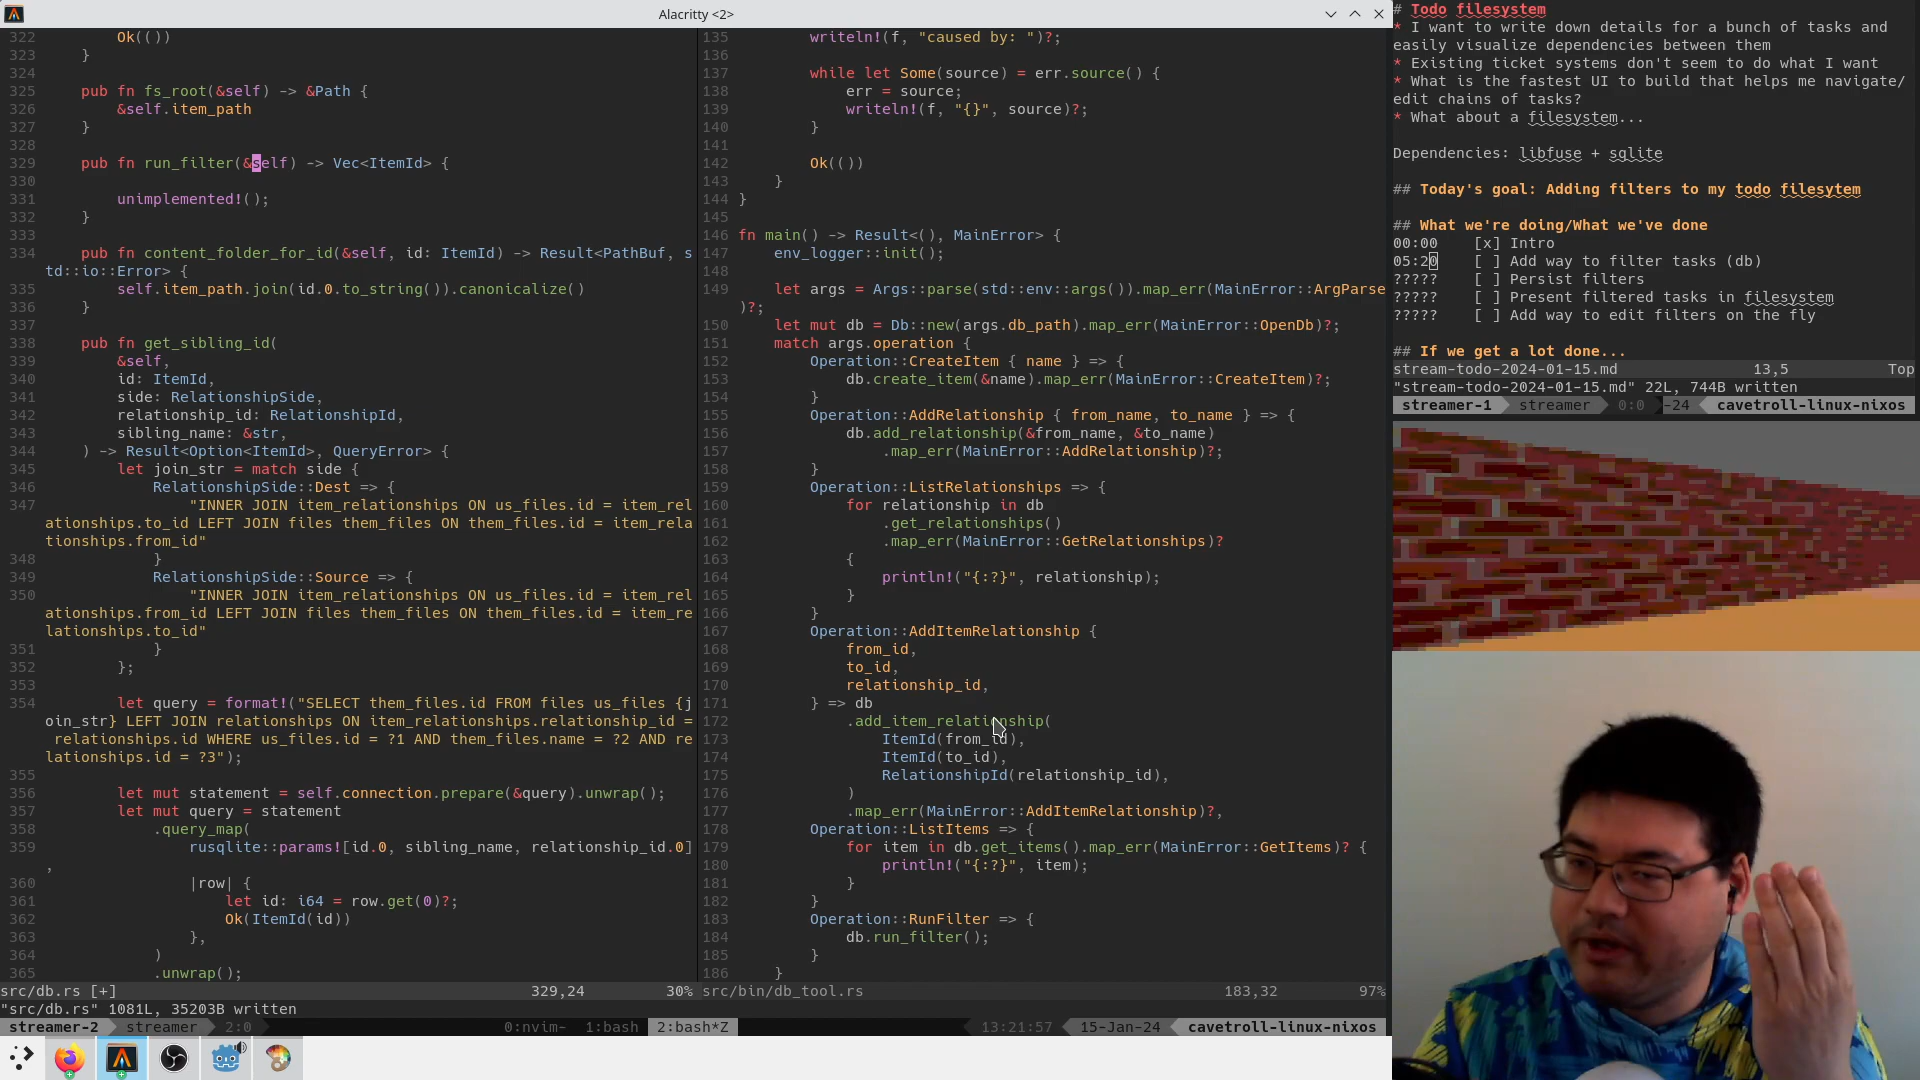 Alacritty <2>
322         Ok(())
323     }
324
325     pub fn fs_root(&self) -> &Path {
326         &self.item_path
327     }
328
329     pub fn run_filter(&self) -> Vec<ItemId> {
330
331         unimplemented!();
332     }
333
334     pub fn content_folder_for_id(&self, id: ItemId) -> Result<PathBuf, s
td::io::Error> {
335         self.item_path.join(id.0.to_string()).canonicalize()
336     }
337
338     pub fn get_sibling_id(
339         &self,
340         id: ItemId,
341         side: RelationshipSide,
342         relationship_id: RelationshipId,
343         sibling_name: &str,
344     ) -> Result<Option<ItemId>, QueryError> {
345         let join_str = match side {
346             RelationshipSide::Dest => {
347                 "INNER JOIN item_relationships ON us_files.id = item_rel
ationships.to_id LEFT JOIN files them_files ON them_files.id = item_rela
tionships.from_id"
348             }
349             RelationshipSide::Source => {
350                 "INNER JOIN item_relationships ON us_files.id = item_rel
ationships.from_id LEFT JOIN files them_files ON them_files.id = item_re
lationships.to_id"
351             }
352         };
353
354         let query = format!("SELECT them_files.id FROM files us_files {j
oin_str} LEFT JOIN relationships ON item_relationships.relationship_id =
 relationships.id WHERE us_files.id = ?1 AND them_files.name = ?2 AND re
lationships.id = ?3");
355
356         let mut statement = self.connection.prepare(&query).unwrap();
357         let mut query = statement
358             .query_map(
359                 rusqlite::params![id.0, sibling_name, relationship_id.0]
,
360                 |row| {
361                     let id: i64 = row.get(0)?;
362                     Ok(ItemId(id))
363                 },
364             )
365             .unwrap();
src/db.rs [+] 329,24 30%
"src/db.rs" 1081L, 35203B written
135         writeln!(f, "caused by: ")?;
136
137         while let Some(source) = err.source() {
138             err = source;
139             writeln!(f, "{}", source)?;
140         }
141
142         Ok(())
143     }
144 }
145
146 fn main() -> Result<(), MainError> {
147     env_logger::init();
148
149     let args = Args::parse(std::env::args()).map_err(MainError::ArgParse
)?;
150     let mut db = Db::new(args.db_path).map_err(MainError::OpenDb)?;
151     match args.operation {
152         Operation::CreateItem { name } => {
153             db.create_item(&name).map_err(MainError::CreateItem)?;
154         }
155         Operation::AddRelationship { from_name, to_name } => {
156             db.add_relationship(&from_name, &to_name)
157                 .map_err(MainError::AddRelationship)?;
158         }
159         Operation::ListRelationships => {
160             for relationship in db
161                 .get_relationships()
162                 .map_err(MainError::GetRelationships)?
163             {
164                 println!("{:?}", relationship);
165             }
166         }
167         Operation::AddItemRelationship {
168             from_id,
169             to_id,
170             relationship_id,
171         } => db
172             .add_item_relationship(
173                 ItemId(from_id),
174                 ItemId(to_id),
175                 RelationshipId(relationship_id),
176             )
177             .map_err(MainError::AddItemRelationship)?,
178         Operation::ListItems => {
179             for item in db.get_items().map_err(MainError::GetItems)? {
180                 println!("{:?}", item);
181             }
182         }
183         Operation::RunFilter => {
184             db.run_filter();
185         }
186     }
src/bin/db_tool.rs 183,32 97%
streamer-2 streamer 2:0 0:nvim- 1:bash 2:bash*Z 13:21:57 15-Jan-24 cavetroll-linux-nixos
# Todo filesystem
* I want to write down details for a bunch of tasks and
easily visualize dependencies between them
* Existing ticket systems don't seem to do what I want
* What is the fastest UI to build that helps me navigate/
edit chains of tasks?
* What about a filesystem...

Dependencies: libfuse + sqlite

## Today's goal: Adding filters to my todo filesytem

## What we're doing/What we've done
00:00    [x] Intro
05:20    [ ] Add way to filter tasks (db)
?????    [ ] Persist filters
?????    [ ] Present filtered tasks in filesystem
?????    [ ] Add way to edit filters on the fly

## If we get a lot done...
stream-todo-2024-01-15.md 13,5 Top
"stream-todo-2024-01-15.md" 22L, 744B written
streamer-1 streamer 0:0 -24 cavetroll-linux-nixos